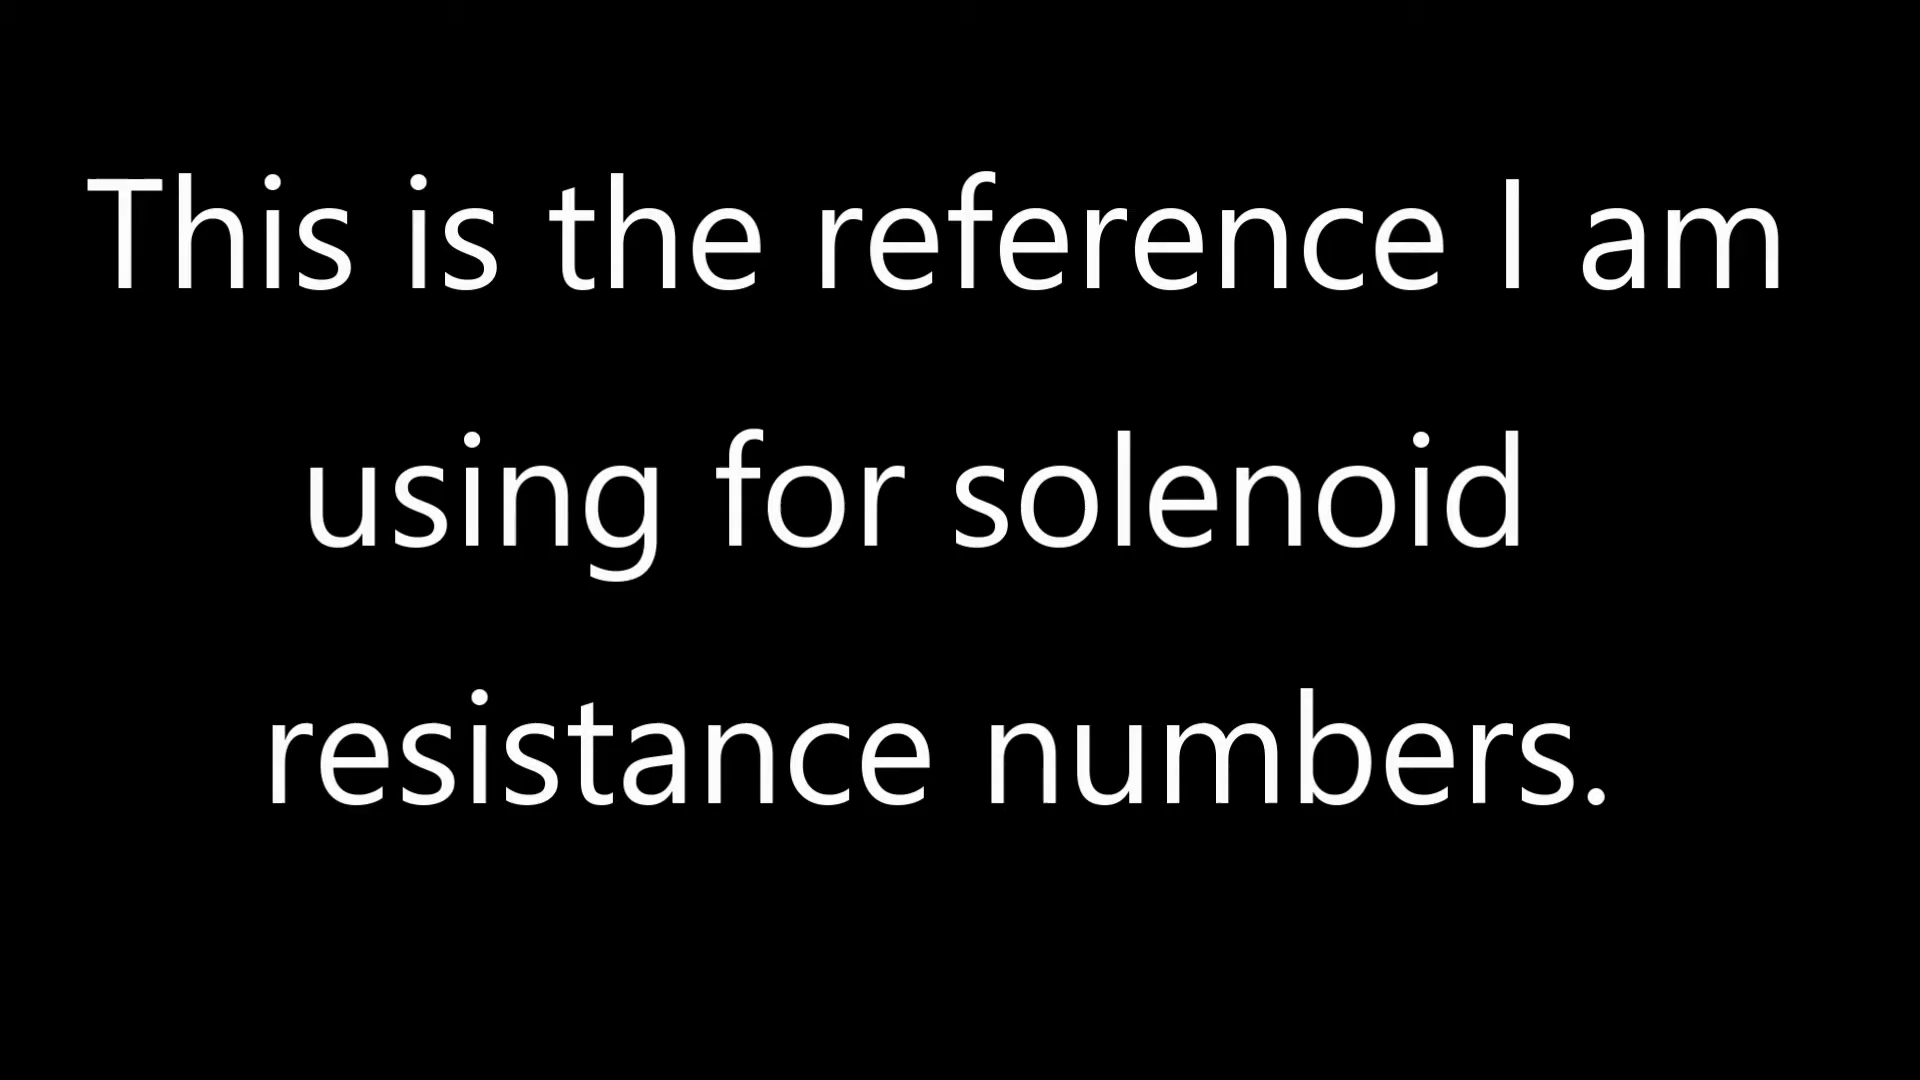 This is the reference I am
using for solenoid
resistance numbers.